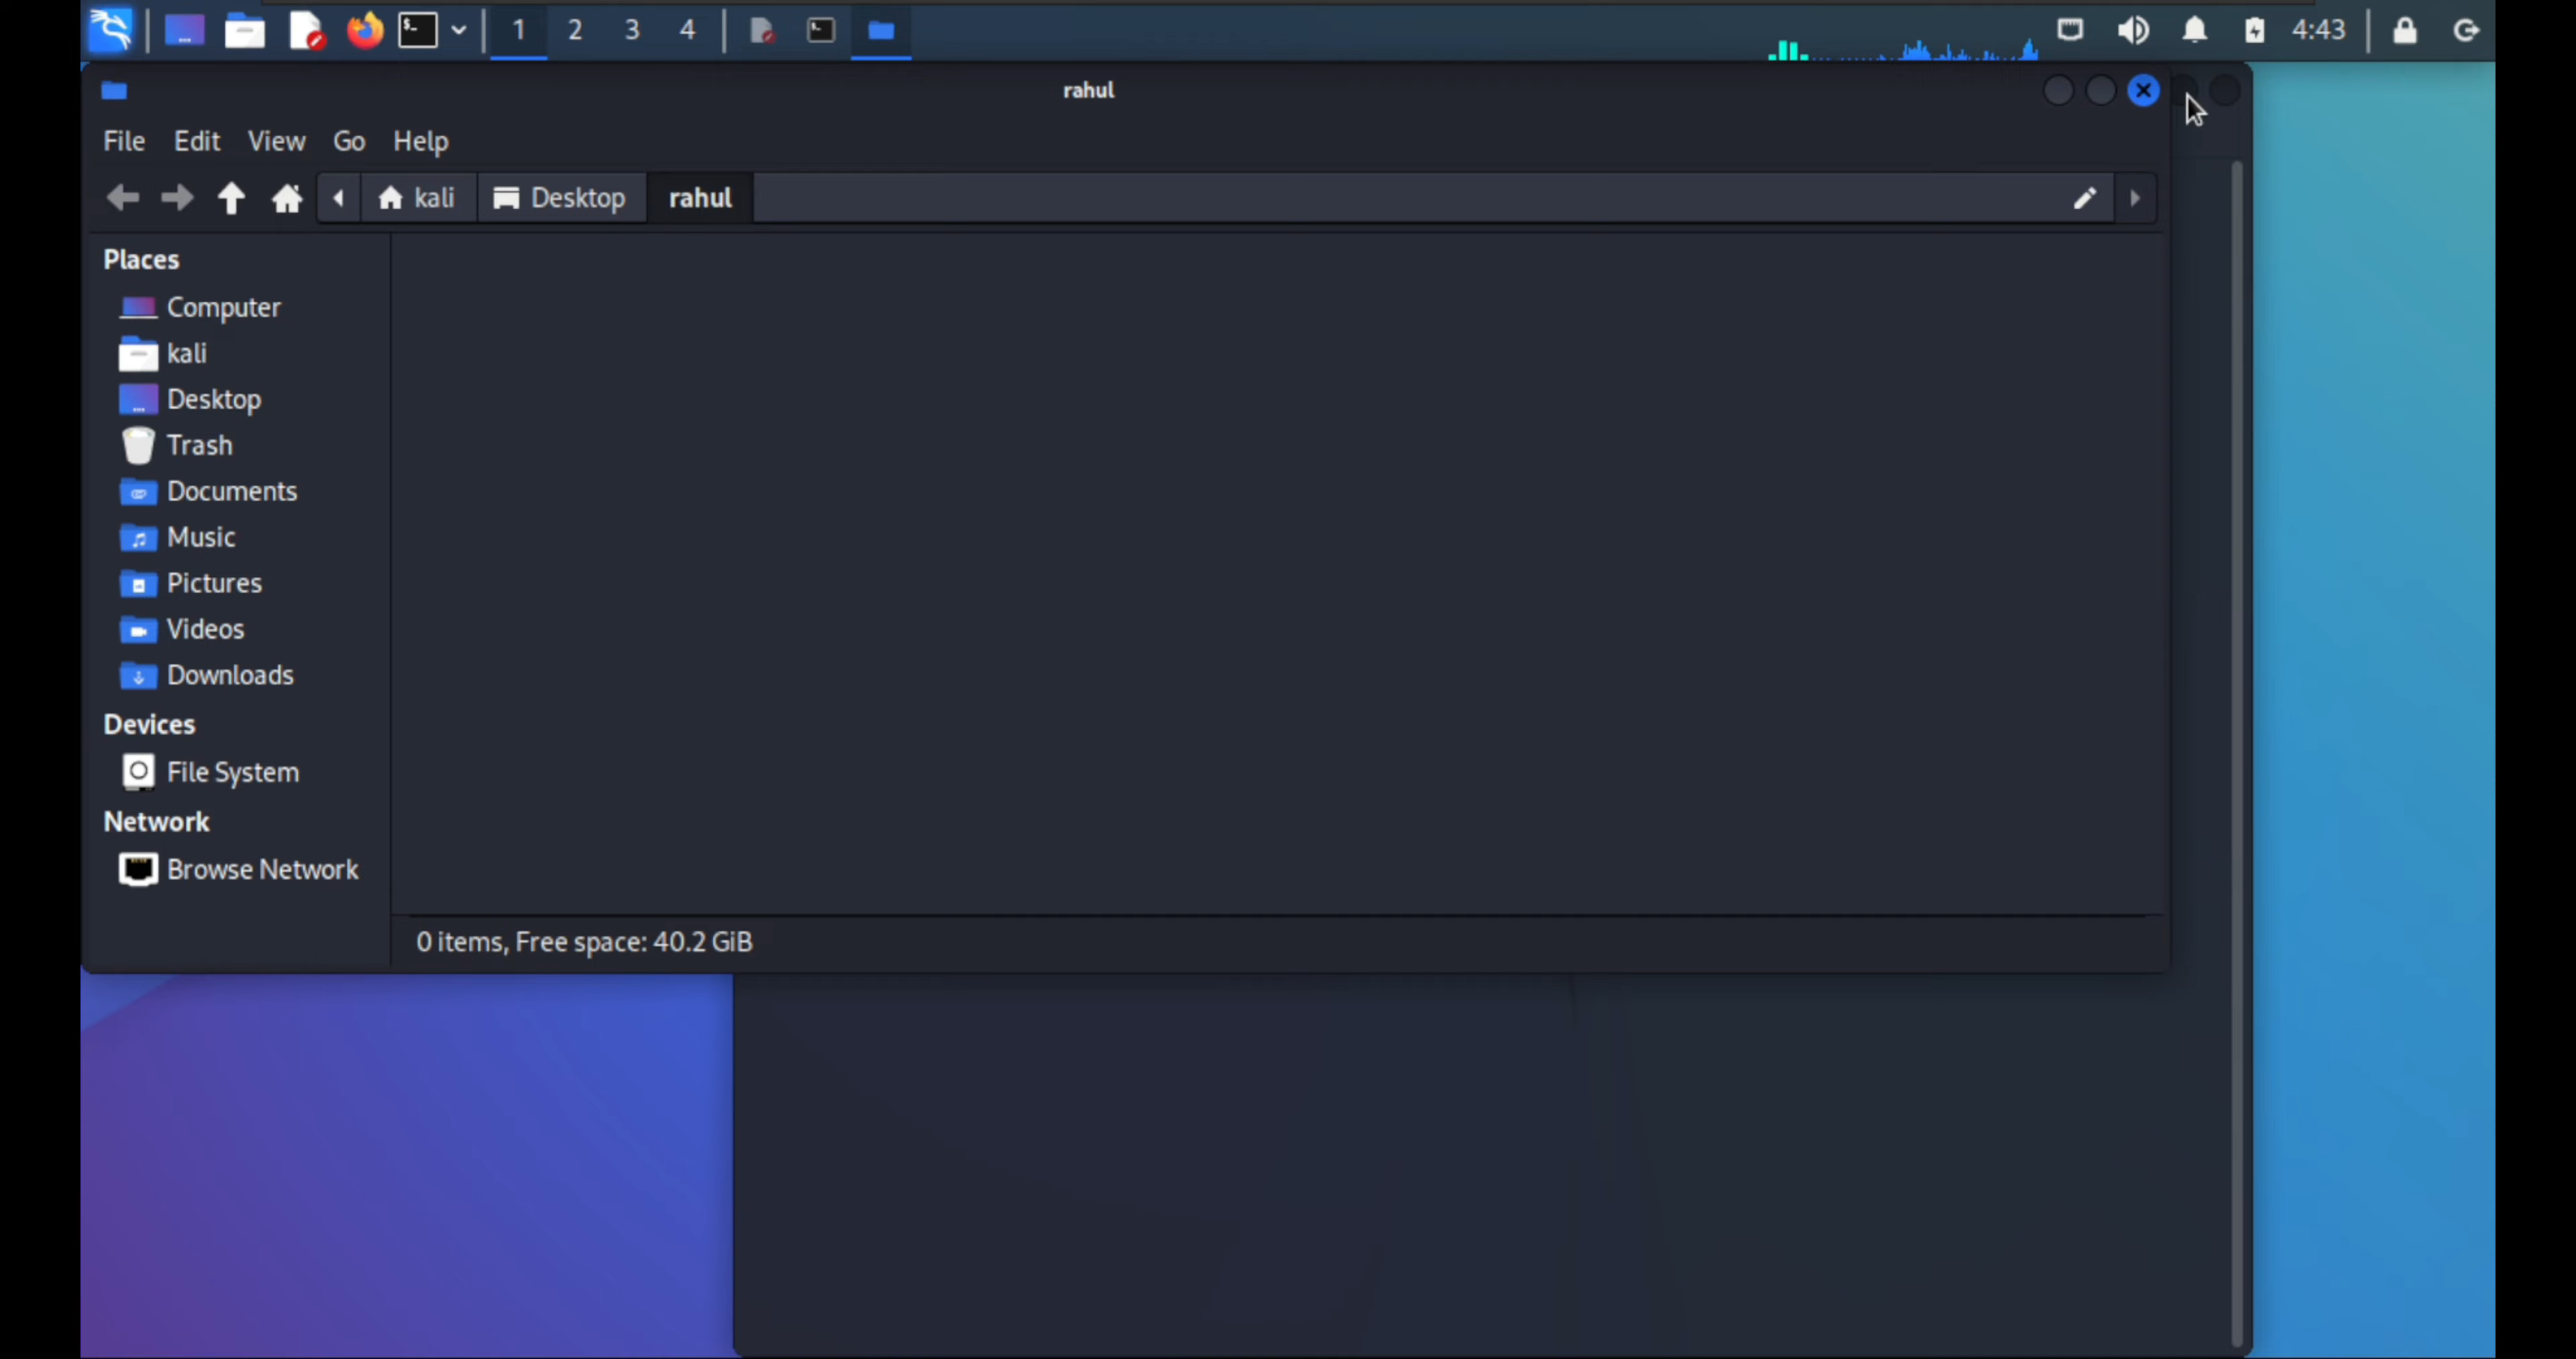 1 2 3 4 4:43
rahul
File Edit View Go Help
kali Desktop rahul
Places
Computer
kali
Desktop
Trash
Documents
Music
Pictures
Videos
Downloads
Devices
File System
Network
Browse Network
0 items, Free space: 40.2 GiB